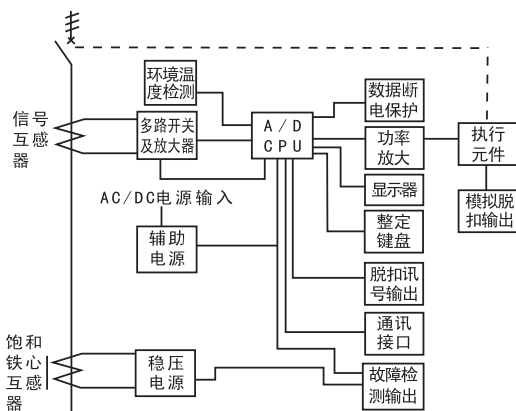 环境温
度检测
数据断
电保护
信号
互感
器
多路开关
及放大器
A/D
CPU
功率
放大
执行
元件
显示器
模拟脱
扣输出
AC/DC电源输入
整定
键盘
辅助
电源
脱扣讯
号输出
通讯
接口
饱和
铁心
互感
器
稳压
电源
故障检
测输出